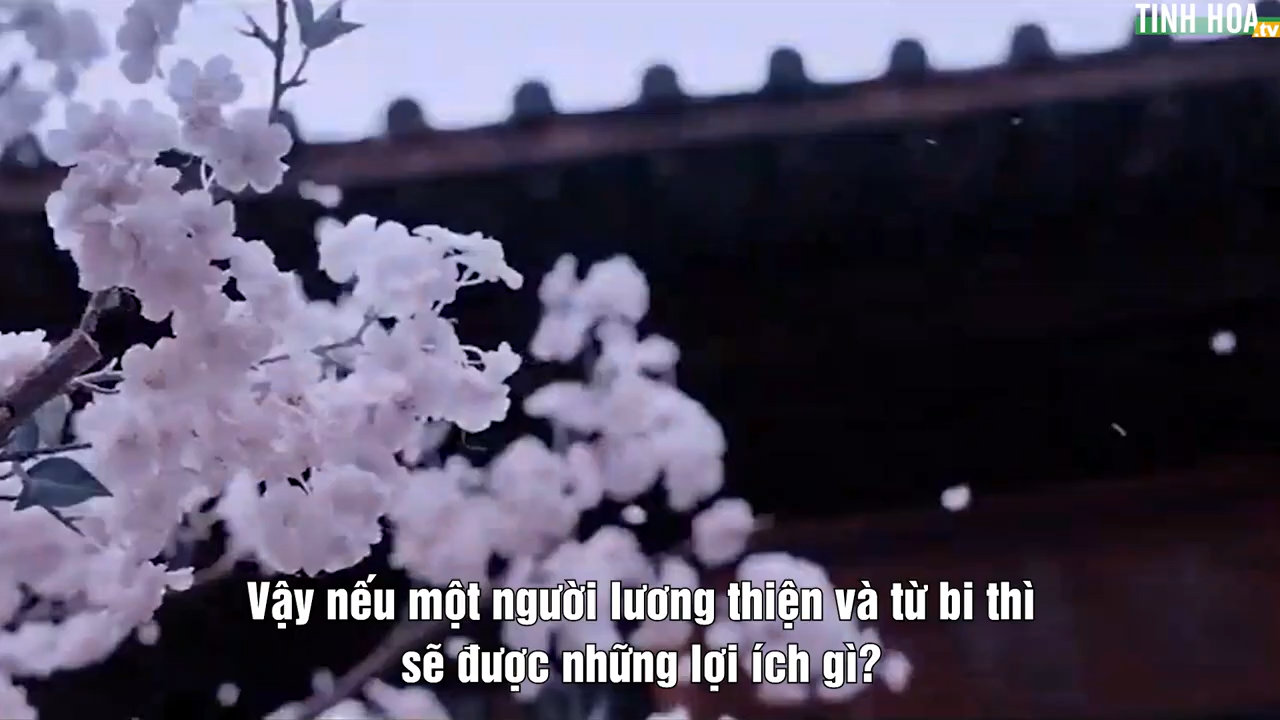 TINH HOA
.tv
Vậy nếu một người lương thiện và từ bi thì
sẽ được những lợi ích gì?